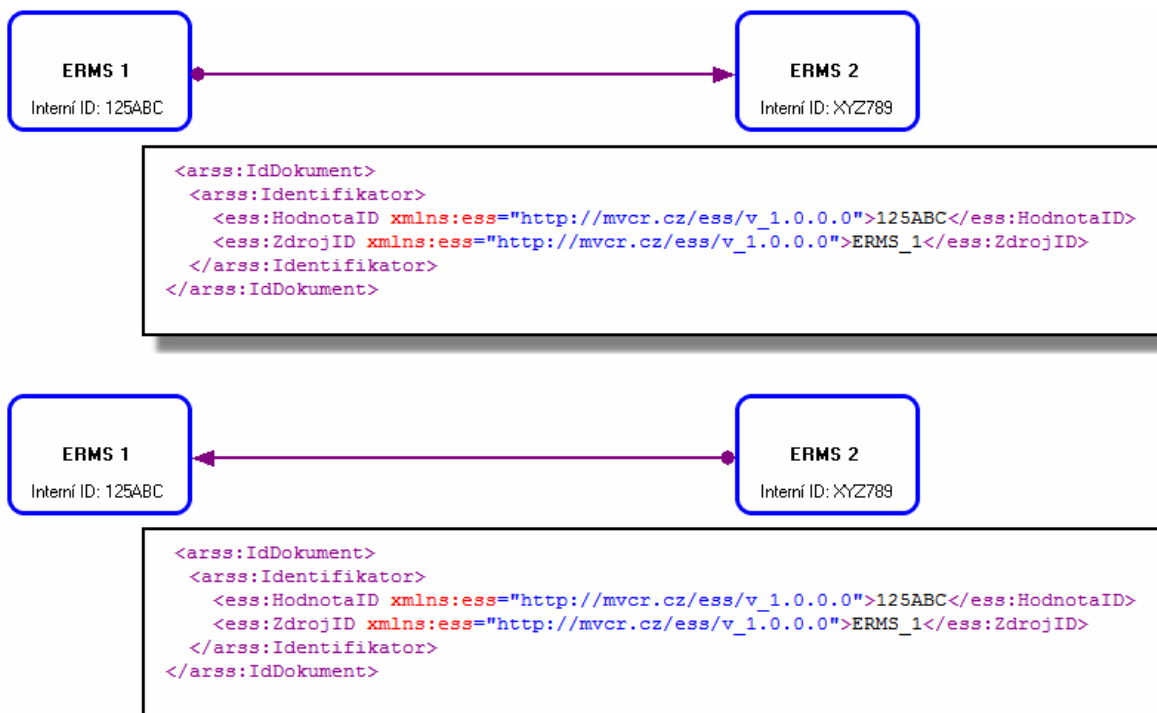 ERMS 1
Interní ID: 125ABC
ERMS 2
Interní ID: XYZ789
<arss:IdDokument>
<arss:Identifikator>
<ess:HodnotaID xmlns:ess="http://mvcr.cz/ess/v_1.0.0.0">125ABC</ess:HodnotaID>
<ess:ZdrojID xmlns:ess="http://mvcr.cz/ess/v_1.0.0.0">ERMS_1</ess:ZdrojID>
</arss:Identifikator>
</arss:IdDokument>
ERMS 1
Interní ID: 125ABC
ERMS 2
Interní ID: XYZ789
<arss:IdDokument>
<arss:Identifikator>
<ess:HodnotaID xmlns:ess="http://mvcr.cz/ess/v_1.0.0.0">125ABC</ess:HodnotaID>
<ess:ZdrojID xmlns:ess="http://mvcr.cz/ess/v_1.0.0.0">ERMS_1</ess:ZdrojID>
</arss:Identifikator>
</arss:IdDokument>